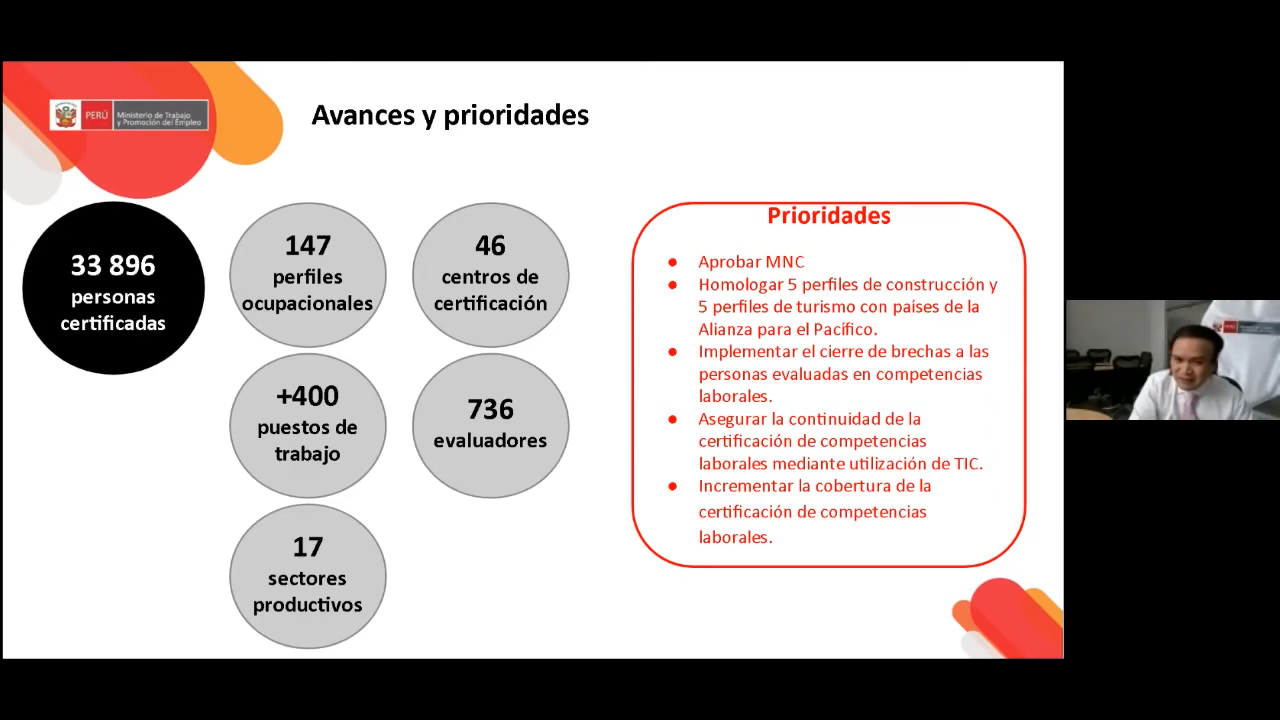 PERÚ
Ministerio de Trabajo
y Promoción del Empleo
Avances y prioridades
33 896
personas
certificadas
147
perfiles
ocupacionales
46
centros de
certificación
+400
puestos de
trabajo
736
evaluadores
17
sectores
productivos
Prioridades
● Aprobar MNC
● Homologar 5 perfiles de construcción y
5 perfiles de turismo con países de la
Alianza para el Pacífico.
● Implementar el cierre de brechas a las
personas evaluadas en competencias
laborales.
● Asegurar la continuidad de la
certificación de competencias
laborales mediante utilización de TIC.
● Incrementar la cobertura de la
certificación de competencias
laborales.